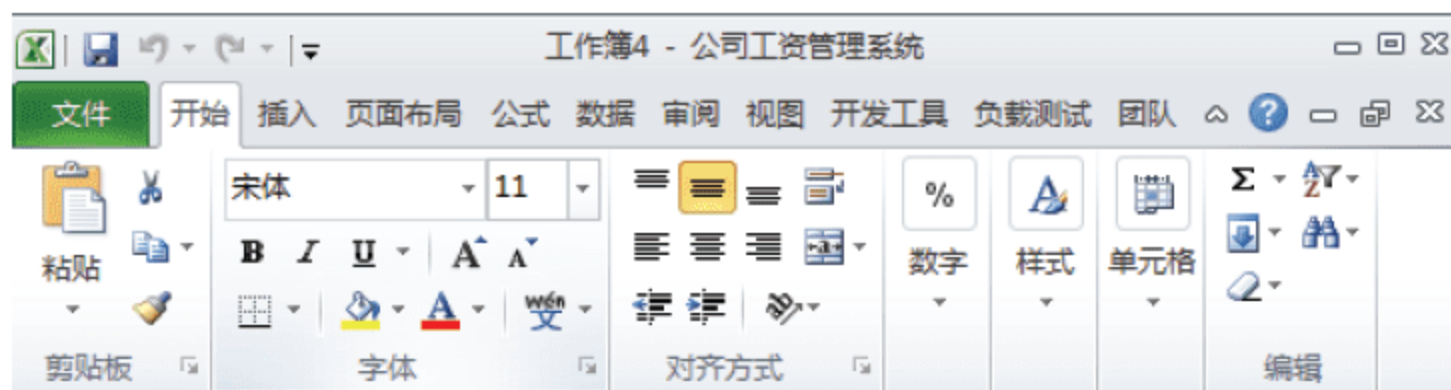 工作簿4 - 公司工资管理系统
文件 开始 插入 页面布局 公式 数据 审阅 视图 开发工具 负载测试 团队
宋体 11
% A
B I U A A Σ
粘贴 数字 样式 单元格
A wén 文
剪贴板 字体 对齐方式 编辑